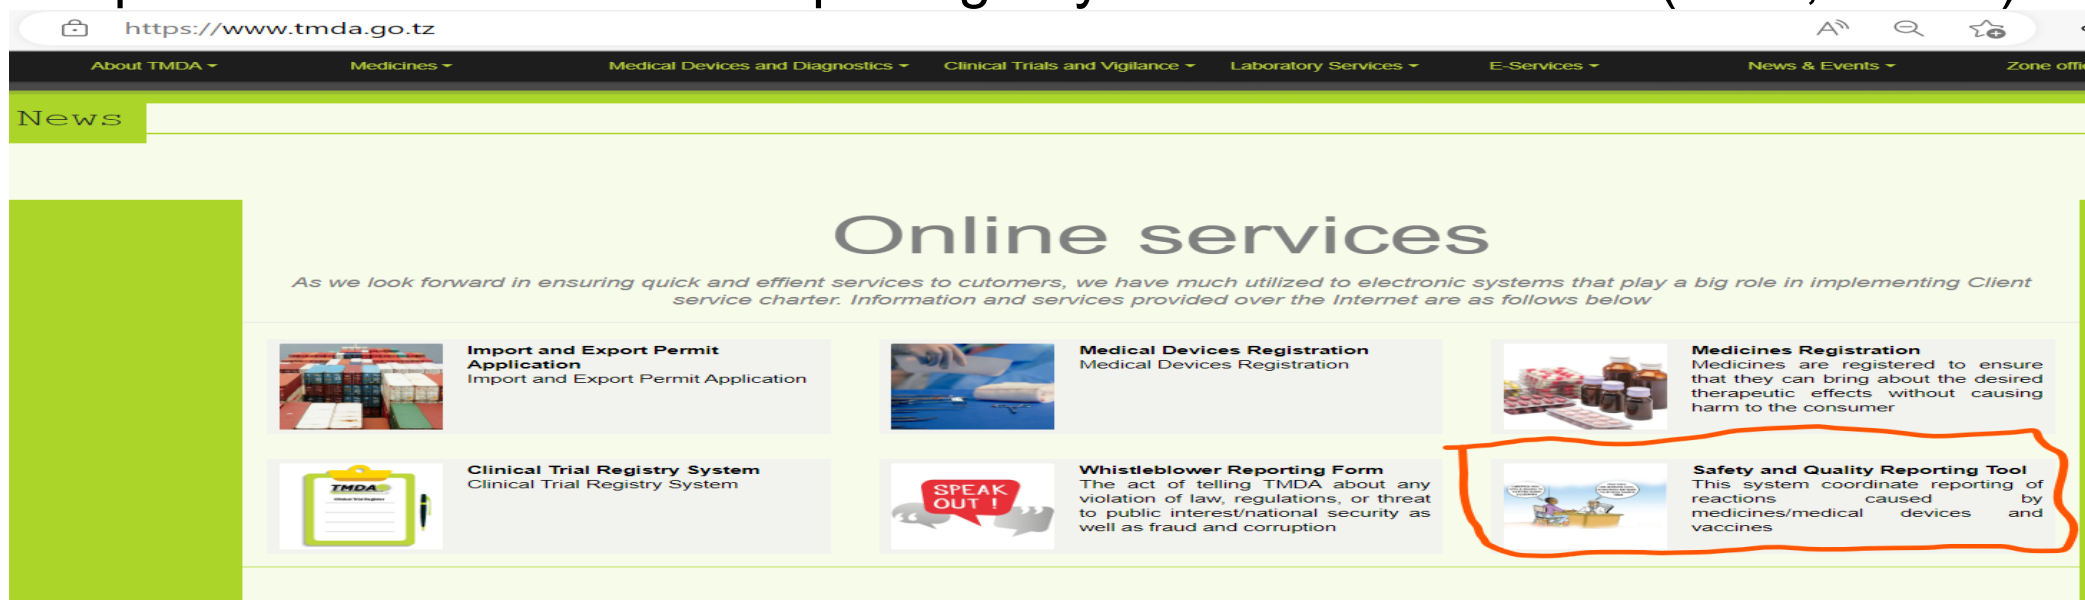 https://www.tmda.go.tz
About TMDA Medicines Medical Devices and Diagnostics Clinical Trials and Vigilance Laboratory Services E-Services News & Events Zone offi
News
Online services
As we look forward in ensuring quick and effient services to cutomers, we have much utilized to electronic systems that play a big role in implementing Client
service charter. Information and services provided over the Internet are as follows below
Import and Export Permit
Application
Import and Export Permit Application
Medical Devices Registration
Medical Devices Registration
Medicines Registration
Medicines are registered to ensure
that they can bring about the desired
therapeutic effects without causing
harm to the consumer
TMDA
Clinical Trial Registry System
Clinical Trial Registry System
SPEAK
OUT !
Whistleblower Reporting Form
The act of telling TMDA about any
violation of law, regulations, or threat
to public interest/national security as
well as fraud and corruption
Safety and Quality Reporting Tool
This system coordinate reporting of
reactions caused by
medicines/medical devices and
vaccines